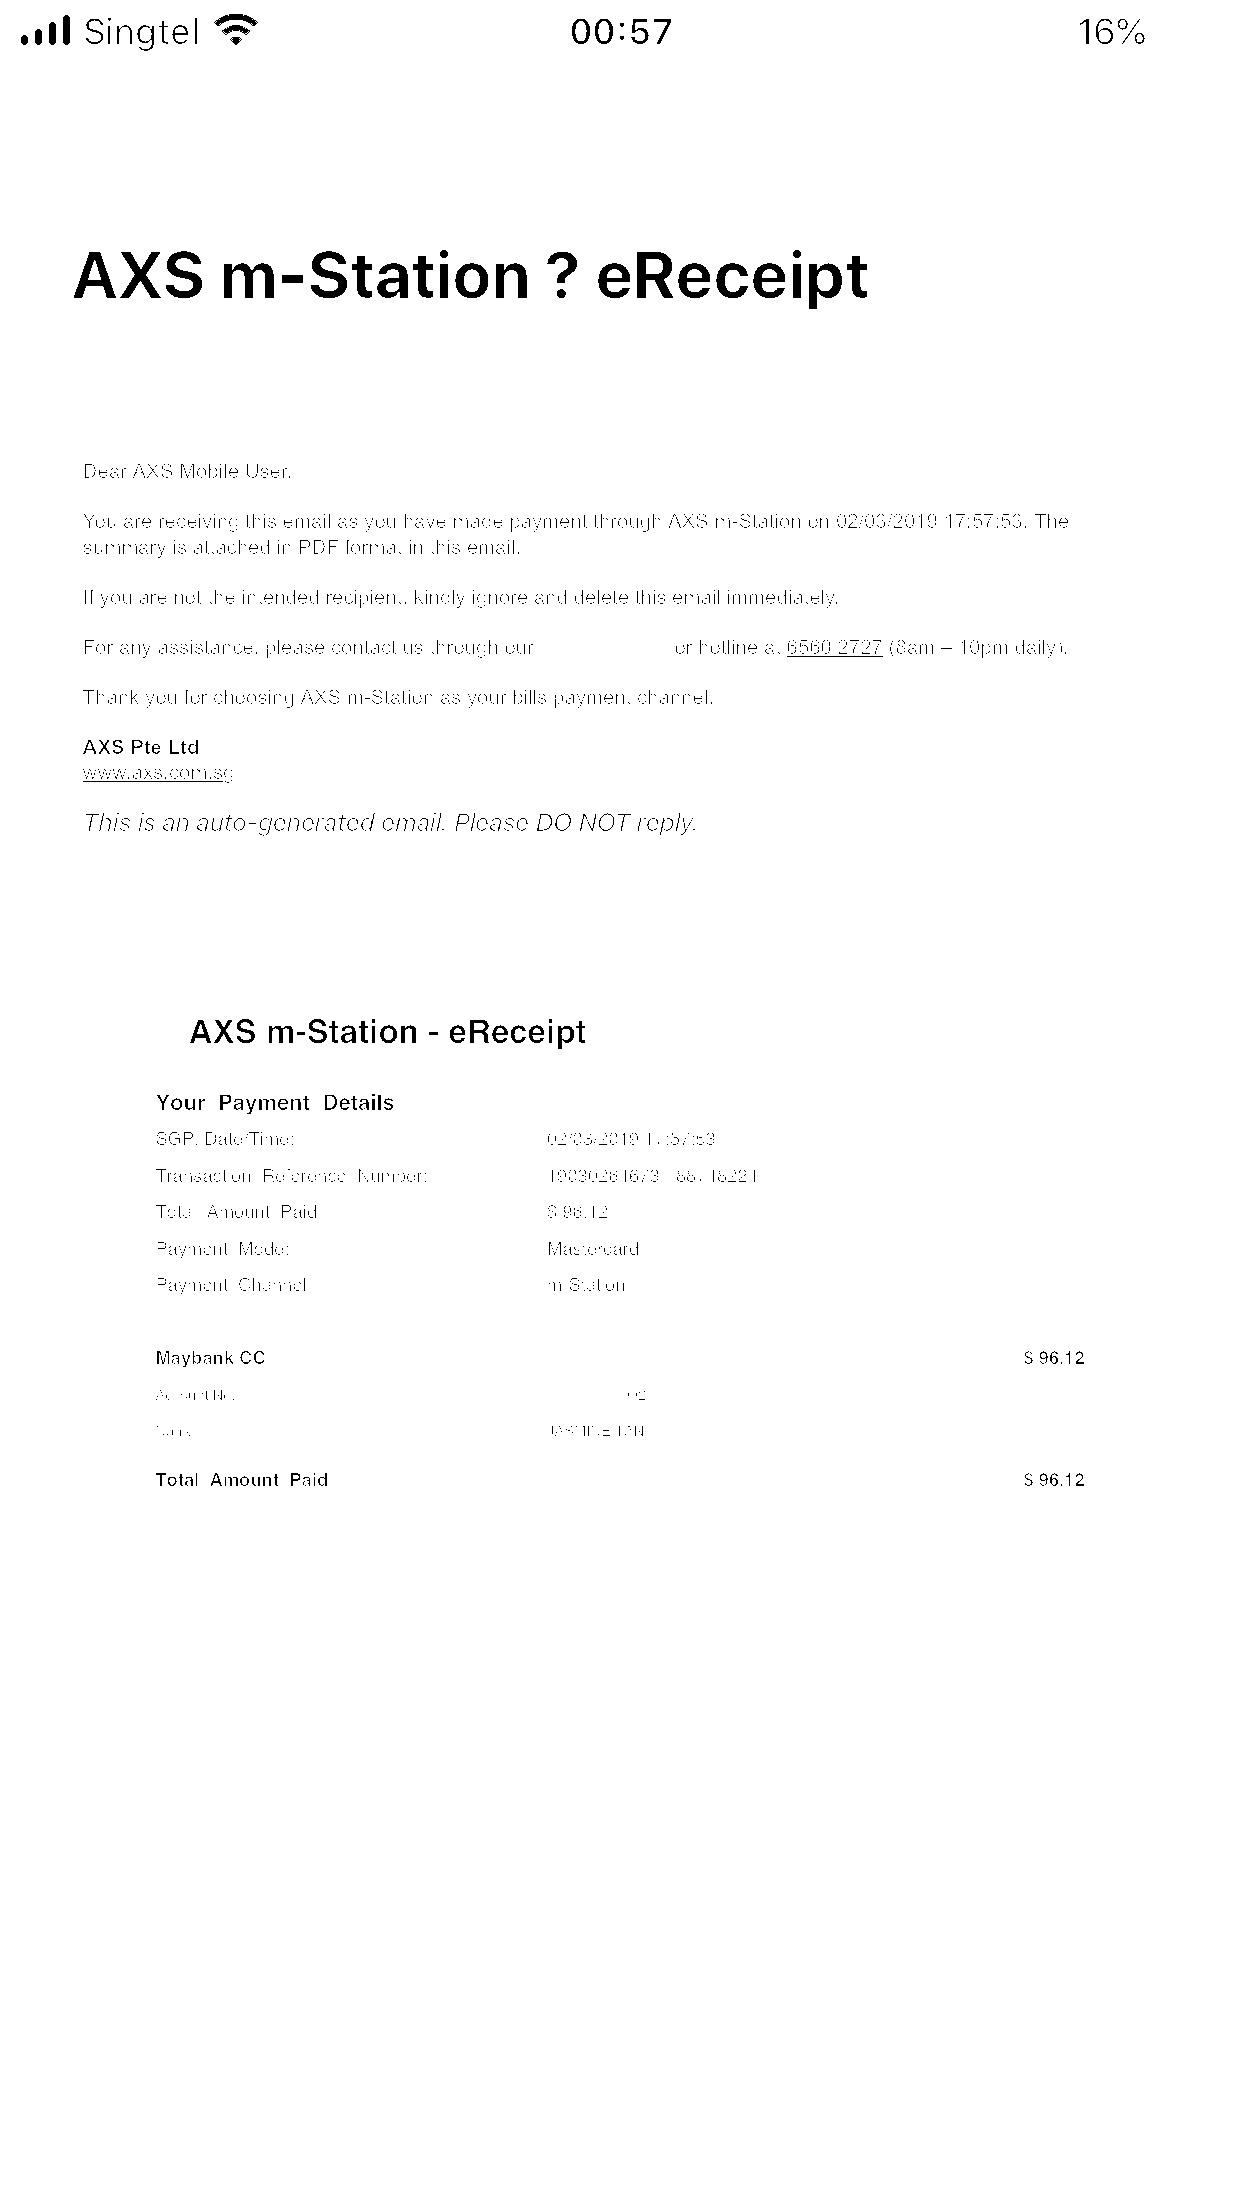 Singtel 00:57 16%
AXS m-Station ? eReceipt
Dear AXS Mobile User,
You are receiving this email as you have made payment through AXS m-Station on 02/03/2019 17:57:53. The
summary is attached in PDF format in this email.
If you are not the intended recipient, kindly ignore and delete this email immediately.
For any assistance, please contact us through our or hotline at 6560 2727 (8am – 10pm daily).
Thank you for choosing AXS m-Station as your bills payment channel.
AXS Pte Ltd
www.axs.com.sg
This is an auto-generated email. Please DO NOT reply.
AXS m-Station - eReceipt
Your Payment Details
SGP. Date/Time: 02/03/2019 17:57:53
Transaction Reference Number:
Total Amount Paid $ 96.12
Payment Mode: Mastercard
Payment Channel m-Station
Maybank CC $ 96.12
Account No.
Total Amount Paid $ 96.12